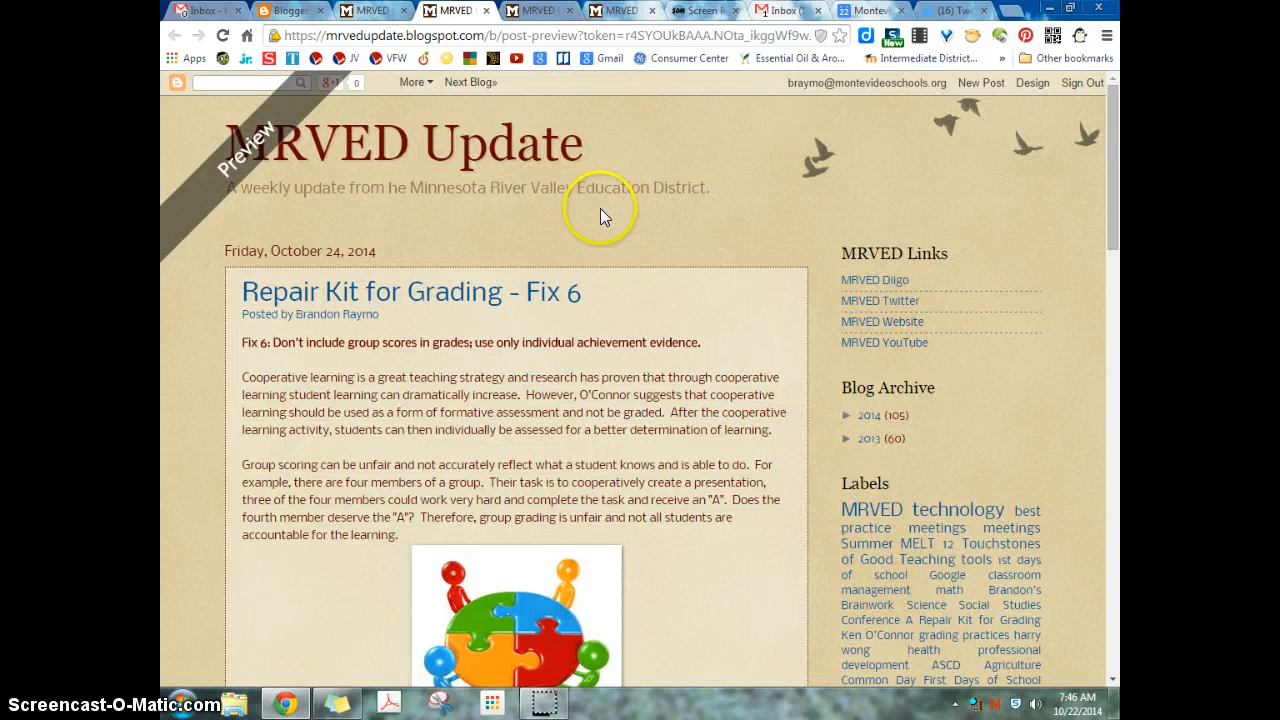 Inbox -
Blogger
MRVED
MRVED
MRVED
MRVED
Screen R
Inbox (1
Montevi
(16) Tw
https://mrvedupdate.blogspot.com/b/post-preview?token=r4SYOUkBAAA.NOta_ikggWf9w.
New
Apps
Jr.
JV
VFW
Gmail
Consumer Center
Essential Oil & Aro...
Intermediate District...
»
Other bookmarks
g+1
0
More
Next Blog»
braymo@montevideoschools.org
New Post
Design
Sign Out
Preview
MRVED Update
A weekly update from he Minnesota River Valley Education District.
Friday, October 24, 2014
Repair Kit for Grading - Fix 6
Posted by Brandon Raymo
Fix 6: Don't include group scores in grades; use only individual achievement evidence.
Cooperative learning is a great teaching strategy and research has proven that through cooperative
learning student learning can dramatically increase. However, O'Connor suggests that cooperative
learning should be used as a form of formative assessment and not be graded. After the cooperative
learning activity, students can then individually be assessed for a better determination of learning.
Group scoring can be unfair and not accurately reflect what a student knows and is able to do. For
example, there are four members of a group. Their task is to cooperatively create a presentation,
three of the four members could work very hard and complete the task and receive an "A". Does the
fourth member deserve the "A"? Therefore, group grading is unfair and not all students are
accountable for the learning.
MRVED Links
MRVED Diigo
MRVED Twitter
MRVED Website
MRVED YouTube
Blog Archive
► 2014 (105)
► 2013 (60)
Labels
MRVED technology best
practice meetings meetings
Summer MELT 12 Touchstones
of Good Teaching tools 1st days
of school Google classroom
management math Brandon's
Brainwork Science Social Studies
Conference A Repair Kit for Grading
Ken O'Connor grading practices harry
wong health professional
development ASCD Agriculture
Common Day First Days of School
Screencast-O-Matic.com
7:46 AM
10/22/2014